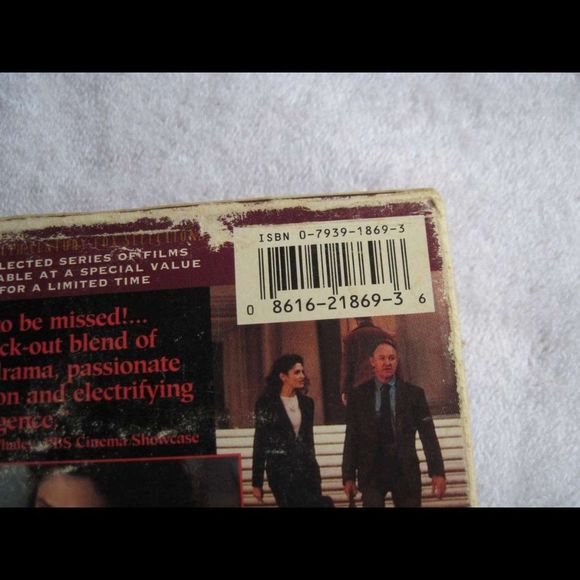 LECTED SERIES OF FILMS
ABLE AT A SPECIAL VALUE
FOR A LIMITED TIME
ISBN 0-7939-1869-3
0 8616-21869-3 6
to be missed!...
ck-out blend of
drama, passionate
on and electrifying
gence.
PBS Cinema Showcase